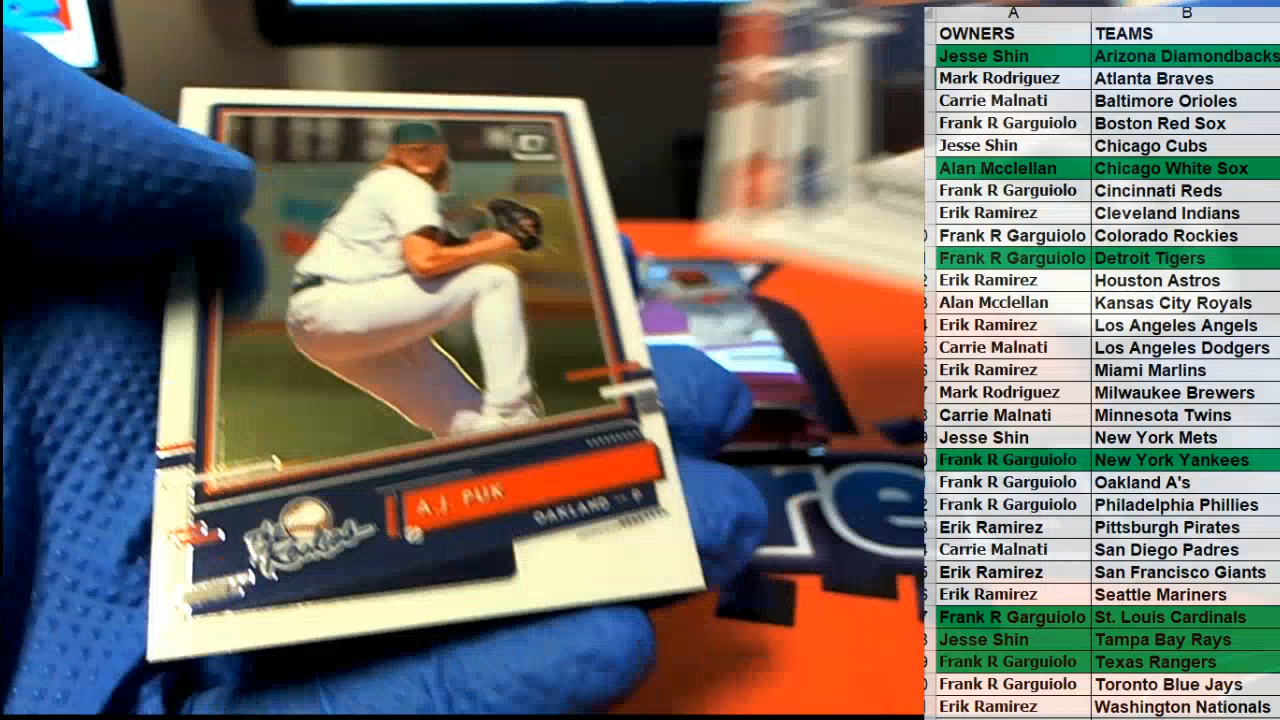 A.J. PUK
OAKLAND
A B
OWNERS TEAMS
Jesse Shin Arizona Diamondbacks
Mark Rodriguez Atlanta Braves
Carrie Malnati Baltimore Orioles
Frank R Garguiolo Boston Red Sox
Jesse Shin Chicago Cubs
Alan Mcclellan Chicago White Sox
Frank R Garguiolo Cincinnati Reds
Erik Ramirez Cleveland Indians
Frank R Garguiolo Colorado Rockies
Frank R Garguiolo Detroit Tigers
Erik Ramirez Houston Astros
Alan Mcclellan Kansas City Royals
Erik Ramirez Los Angeles Angels
Carrie Malnati Los Angeles Dodgers
Erik Ramirez Miami Marlins
Mark Rodriguez Milwaukee Brewers
Carrie Malnati Minnesota Twins
Jesse Shin New York Mets
Frank R Garguiolo New York Yankees
Frank R Garguiolo Oakland A's
Frank R Garguiolo Philadelphia Phillies
Erik Ramirez Pittsburgh Pirates
Carrie Malnati San Diego Padres
Erik Ramirez San Francisco Giants
Erik Ramirez Seattle Mariners
Frank R Garguiolo St. Louis Cardinals
Jesse Shin Tampa Bay Rays
Frank R Garguiolo Texas Rangers
Frank R Garguiolo Toronto Blue Jays
Erik Ramirez Washington Nationals